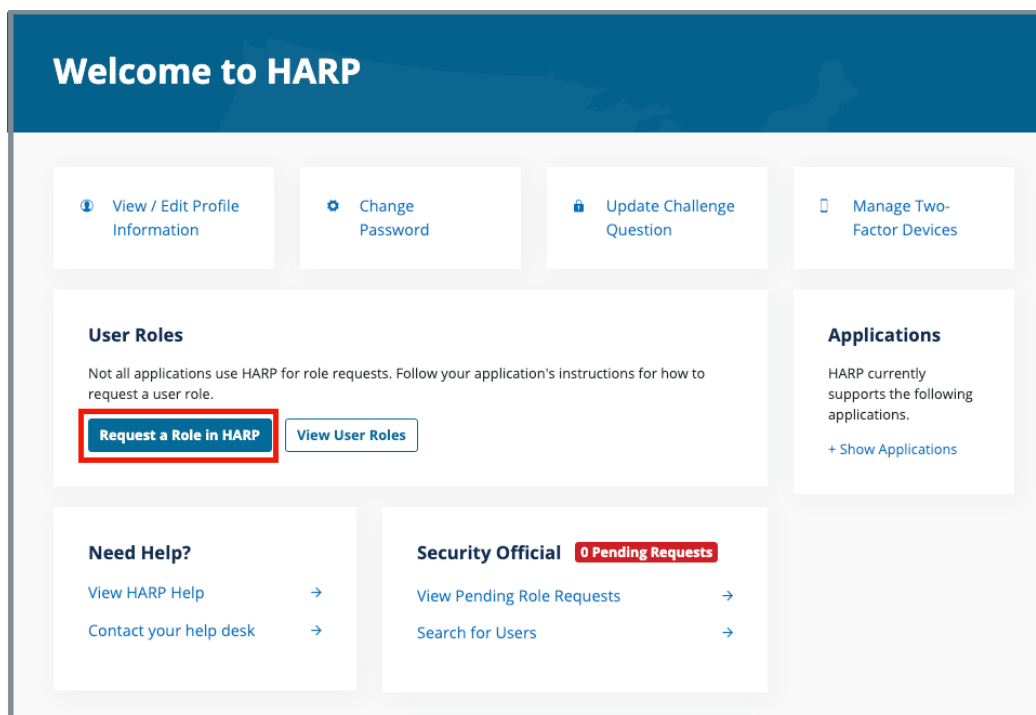 Welcome to HARP
View / Edit Profile
Information
Change
Password
Update Challenge
Question
Manage Two-
Factor Devices
User Roles
Not all applications use HARP for role requests. Follow your application's instructions for how to
request a user role.
Request a Role in HARP
View User Roles
Applications
HARP currently
supports the following
applications.
+ Show Applications
Need Help?
View HARP Help
Contact your help desk
Security Official
0 Pending Requests
View Pending Role Requests
Search for Users